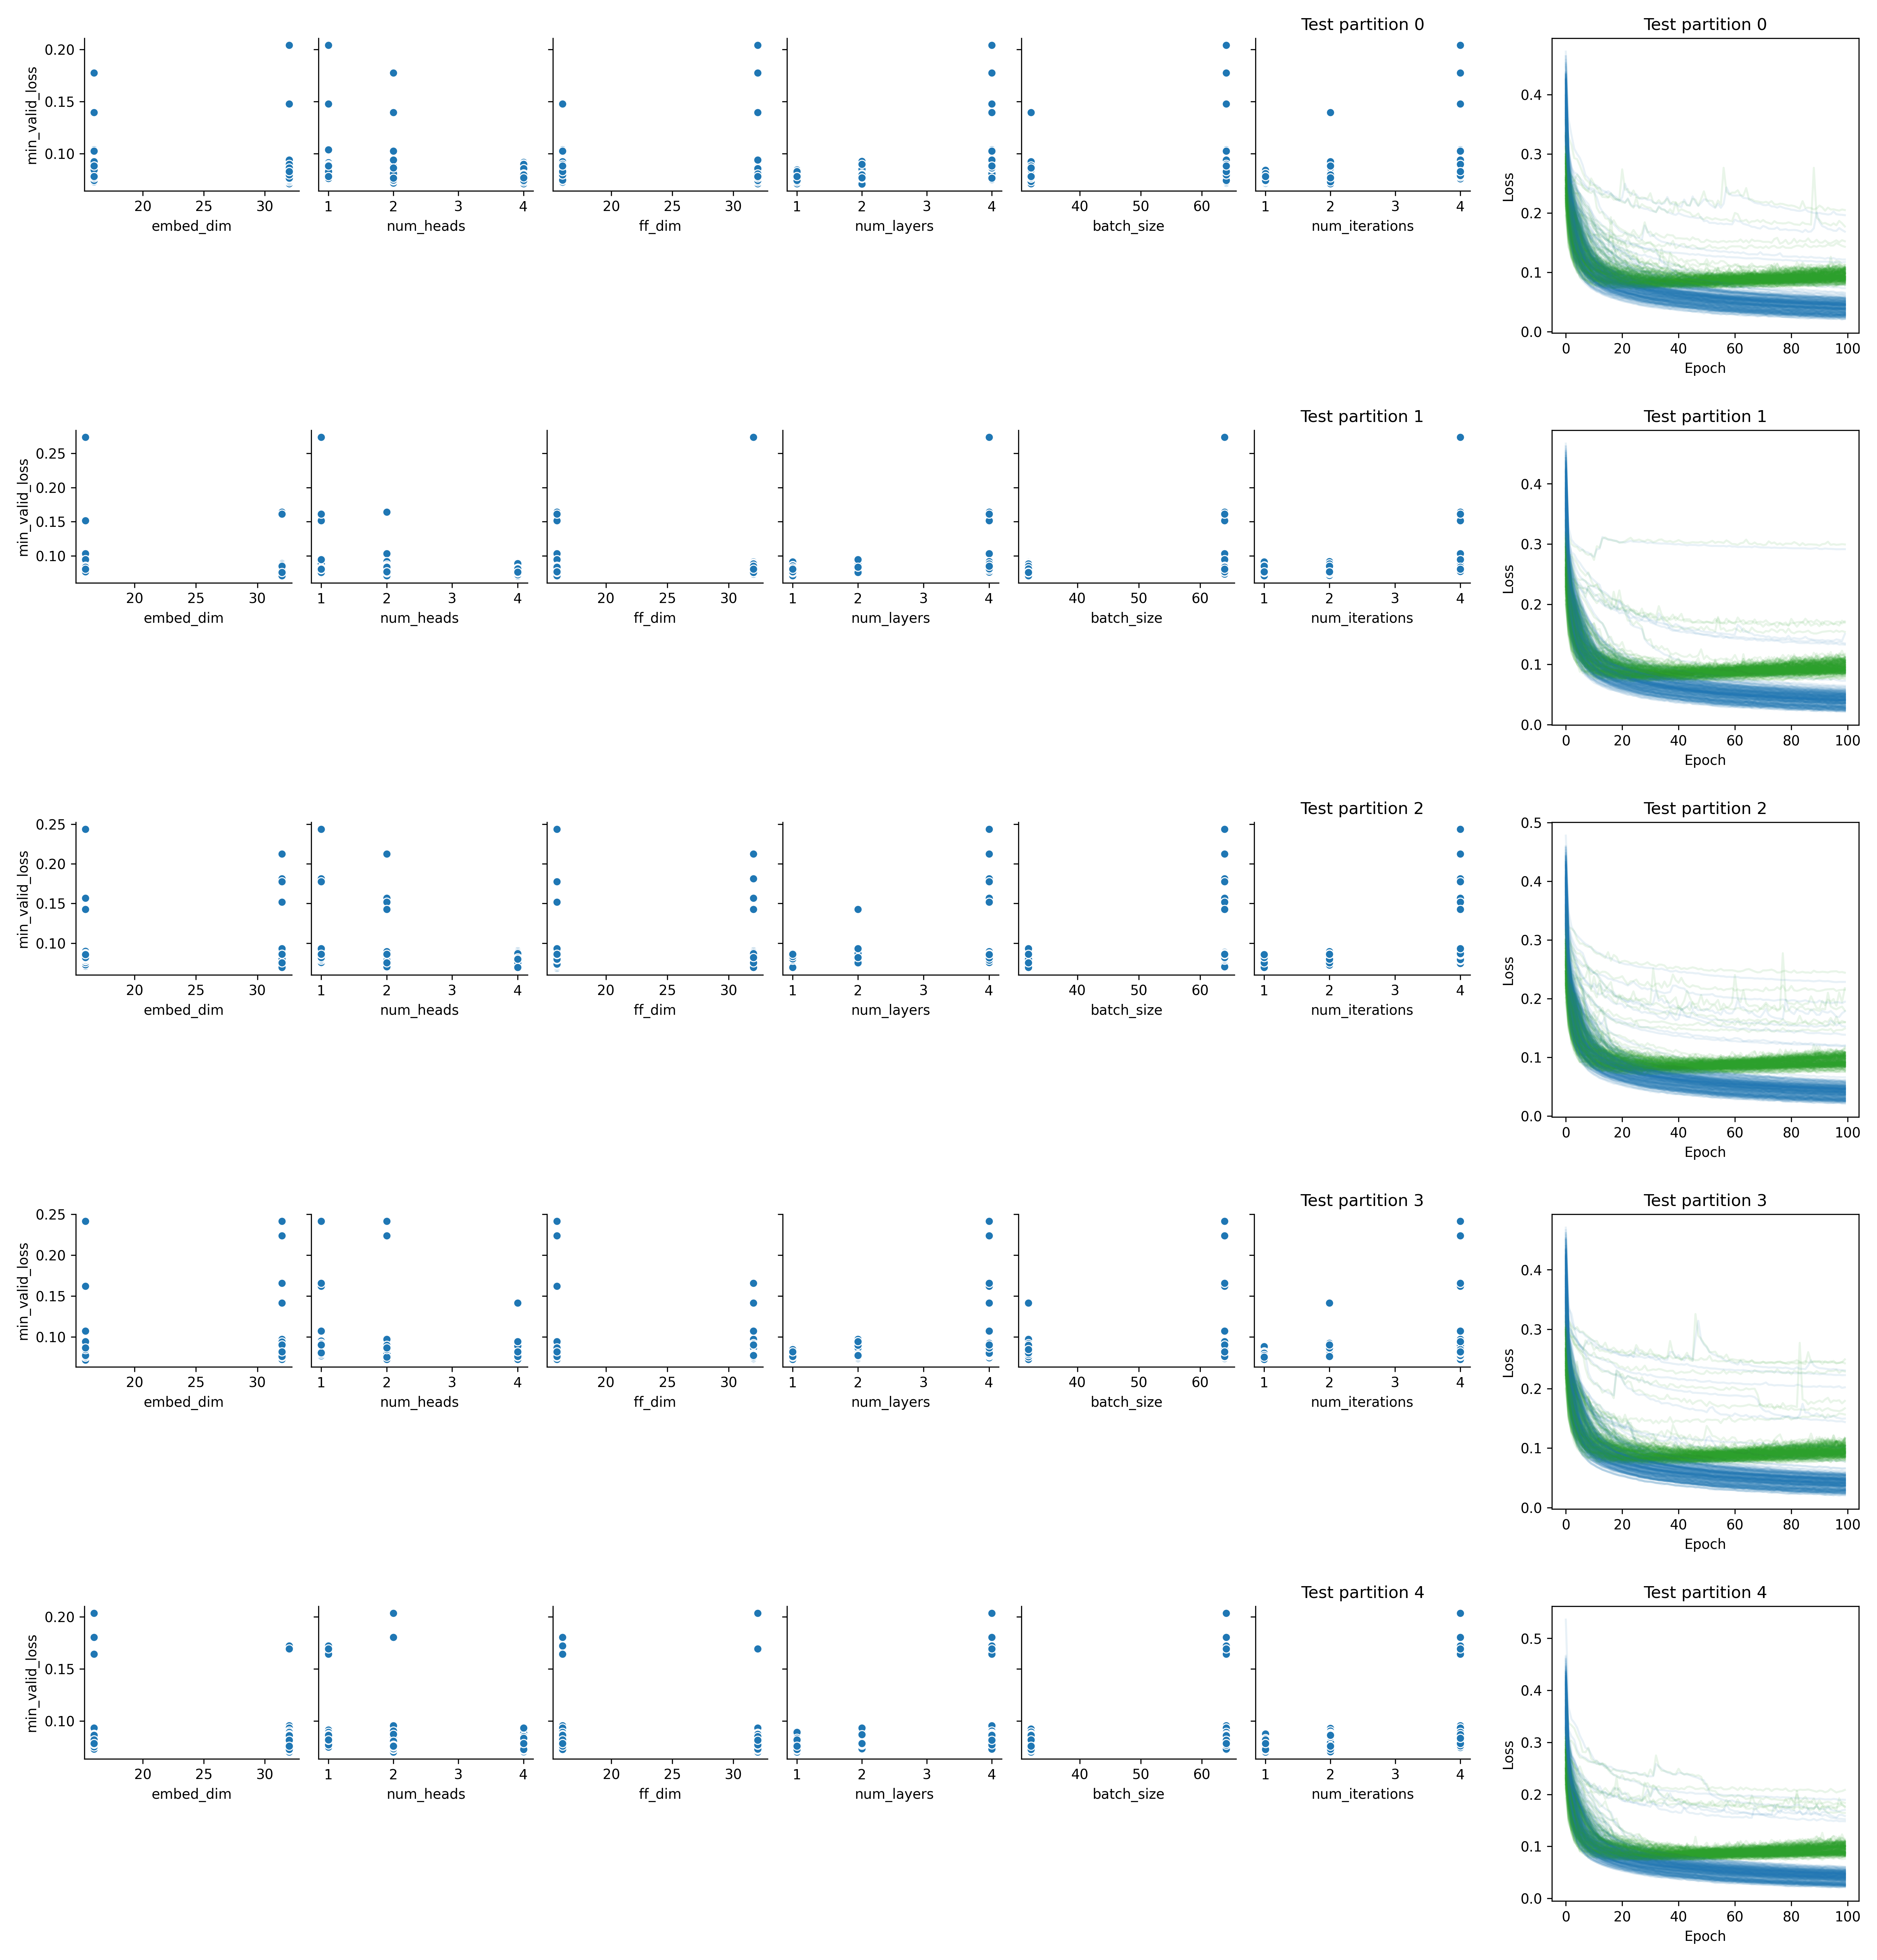 Test partition 0 Test partition 0
0.20
0.15
0.10
min_valid_loss
20 25 30
embed_dim
1 2 3 4
num_heads
20 25 30
ff_dim
1 2 3 4
num_layers
40 60
batch_size
1 2 3 4
num_iterations
0.4
0.3
0.2
0.1
0.0
Loss
0 20 40 60 80 100
Epoch
Test partition 1 Test partition 1
0.25
0.20
0.15
0.10
min_valid_loss
20 25 30
embed_dim
1 2 3 4
num_heads
20 25 30
ff_dim
1 2 3 4
num_layers
40 50 60
batch_size
1 2 3 4
num_iterations
0.4
0.3
0.2
0.1
0.0
Loss
0 20 40 60 80 100
Epoch
Test partition 2 Test partition 2
0.25
0.20
0.15
0.10
min_valid_loss
20 25 30
embed_dim
1 2 3 4
num_heads
20 25 30
ff_dim
1 2 3 4
num_layers
40 50 60
batch_size
1 2 3 4
num_iterations
0.5
0.4
0.3
0.2
0.1
0.0
Loss
0 20 40 60 80 100
Epoch
Test partition 3 Test partition 3
0.25
0.20
0.15
0.10
min_valid_loss
20 25 30
embed_dim
1 2 3 4
num_heads
20 25 30
ff_dim
1 2 3 4
num_layers
40 50 60
batch_size
1 2 3 4
num_iterations
0.4
0.3
0.2
0.1
0.0
Loss
0 20 40 60 80 100
Epoch
Test partition 4 Test partition 4
0.20
0.15
0.10
min_valid_loss
20 25 30
embed_dim
1 2 3 4
num_heads
20 25 30
ff_dim
1 2 3 4
num_layers
40 60
batch_size
1 2 3 4
num_iterations
0.5
0.4
0.3
0.2
0.1
0.0
Loss
0 20 40 60 80 100
Epoch